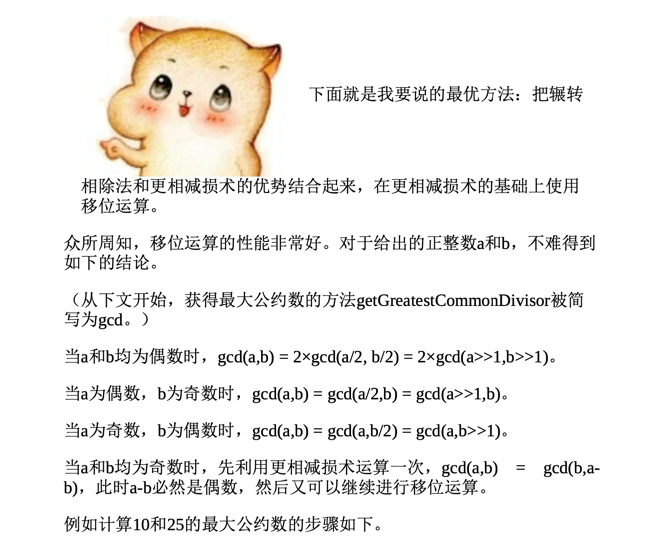 下面就是我要说的最优方法：把辗转
相除法和更相减损术的优势结合起来，在更相减损术的基础上使用
移位运算。
众所周知，移位运算的性能非常好。对于给出的正整数a和b，不难得到
如下的结论。
（从下文开始，获得最大公约数的方法getGreatestCommonDivisor被简
写为gcd。）
当a和b均为偶数时，gcd(a,b) = 2×gcd(a/2, b/2) = 2×gcd(a>>1,b>>1)。
当a为偶数，b为奇数时，gcd(a,b) = gcd(a/2,b) = gcd(a>>1,b)。
当a为奇数，b为偶数时，gcd(a,b) = gcd(a,b/2) = gcd(a,b>>1)。
当a和b均为奇数时，先利用更相减损术运算一次，gcd(a,b) = gcd(b,a-
b)，此时a-b必然是偶数，然后又可以继续进行移位运算。
例如计算10和25的最大公约数的步骤如下。